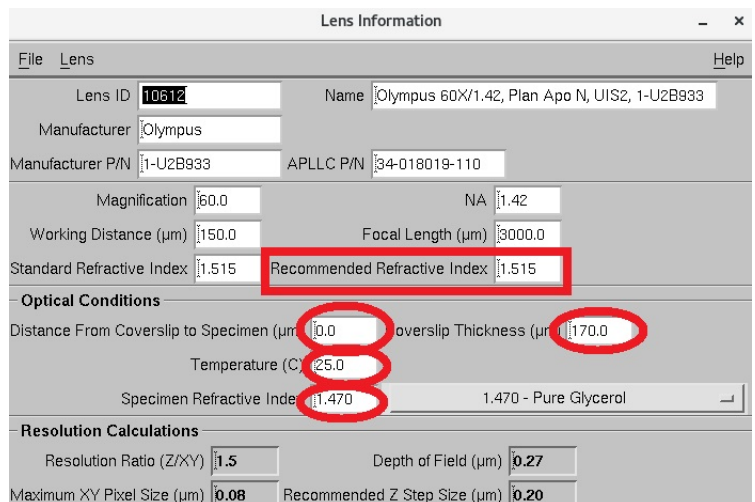 Lens Information
File Lens Help
Lens ID 10612 Name Olympus 60X/1.42, Plan Apo N, UIS2, 1-U2B933
Manufacturer Olympus
Manufacturer P/N 1-U2B933 APLLC P/N 34-018019-110
Magnification 60.0 NA 1.42
Working Distance (µm) 150.0 Focal Length (µm) 3000.0
Standard Refractive Index 1.515 Recommended Refractive Index 1.515
Optical Conditions
Distance From Coverslip to Specimen (µm 0.0 overslip Thickness (µm) 170.0
Temperature (C) 25.0
Specimen Refractive Index 1.470 1.470 - Pure Glycerol
Resolution Calculations
Resolution Ratio (Z/XY) 1.5 Depth of Field (µm) 0.27
Maximum XY Pixel Size (µm) 0.08 Recommended Z Step Size (µm) 0.20